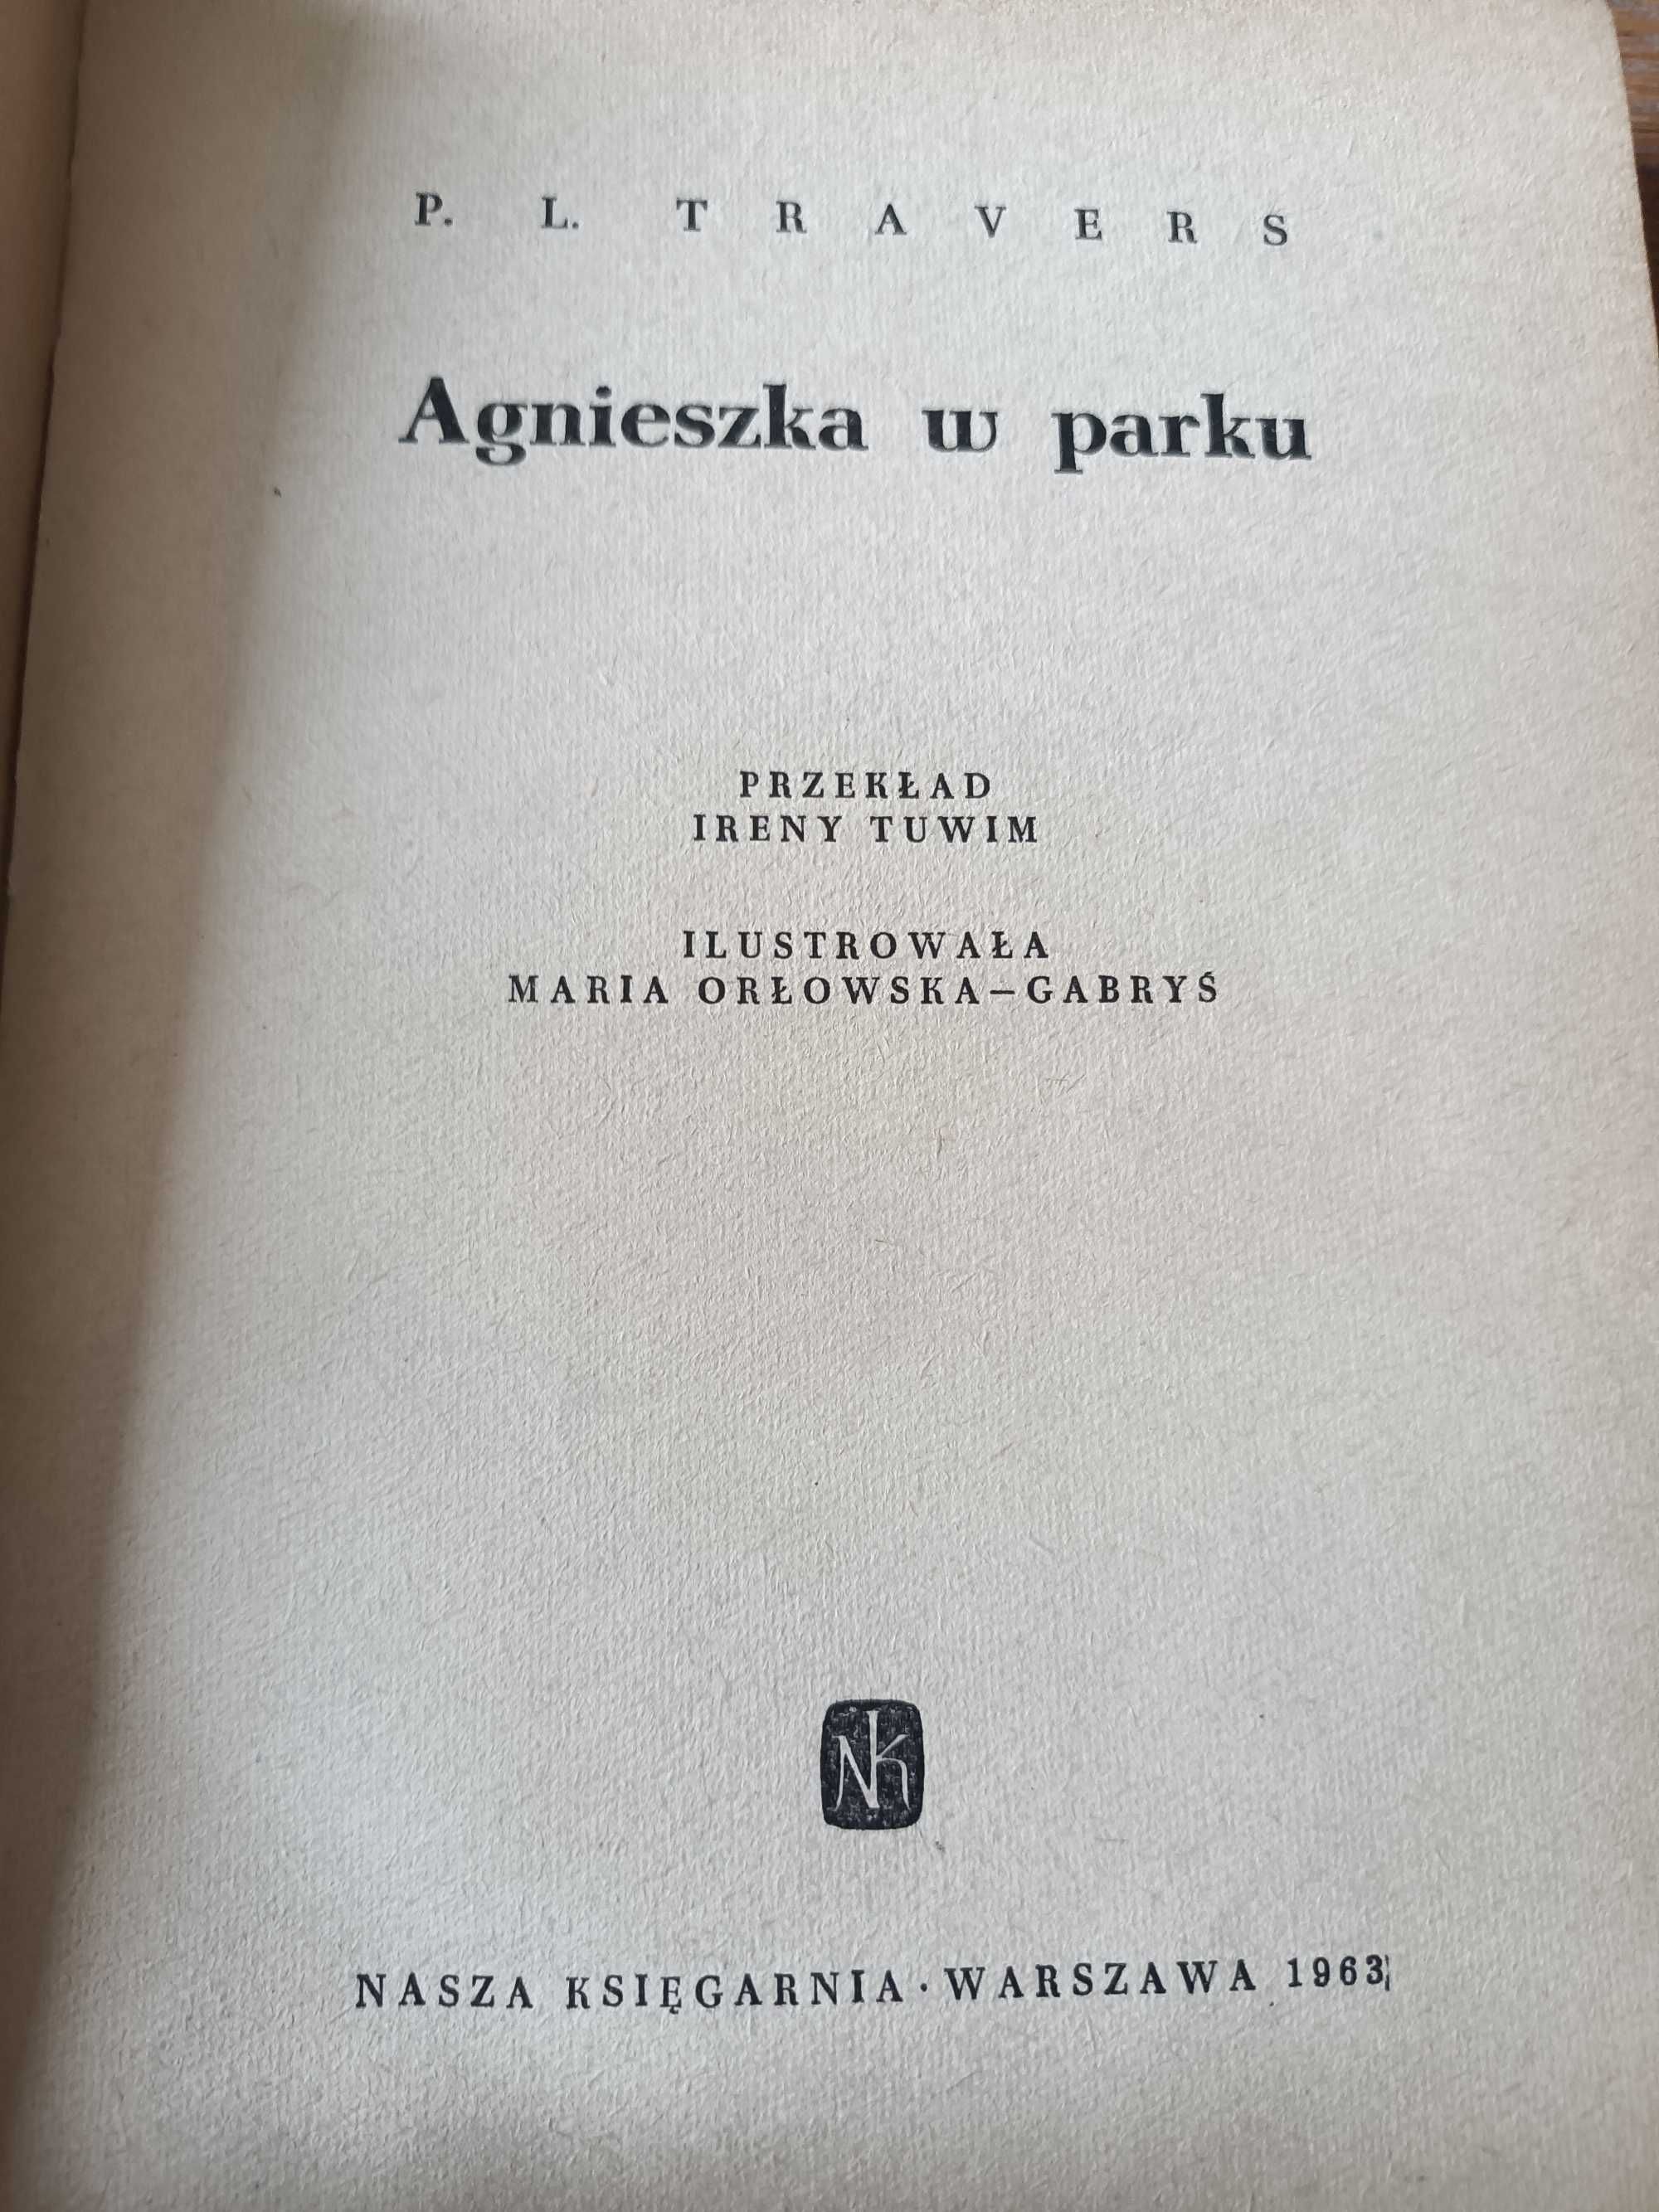 P. L. TRAVERS
Agnieszka w parku
PRZEKŁAD
IRENY TUWIM
ILUSTROWAŁA
MARIA ORŁOWSKA-GABRYŚ
NK
NASZA KSIĘGARNIA · WARSZAWA 1963